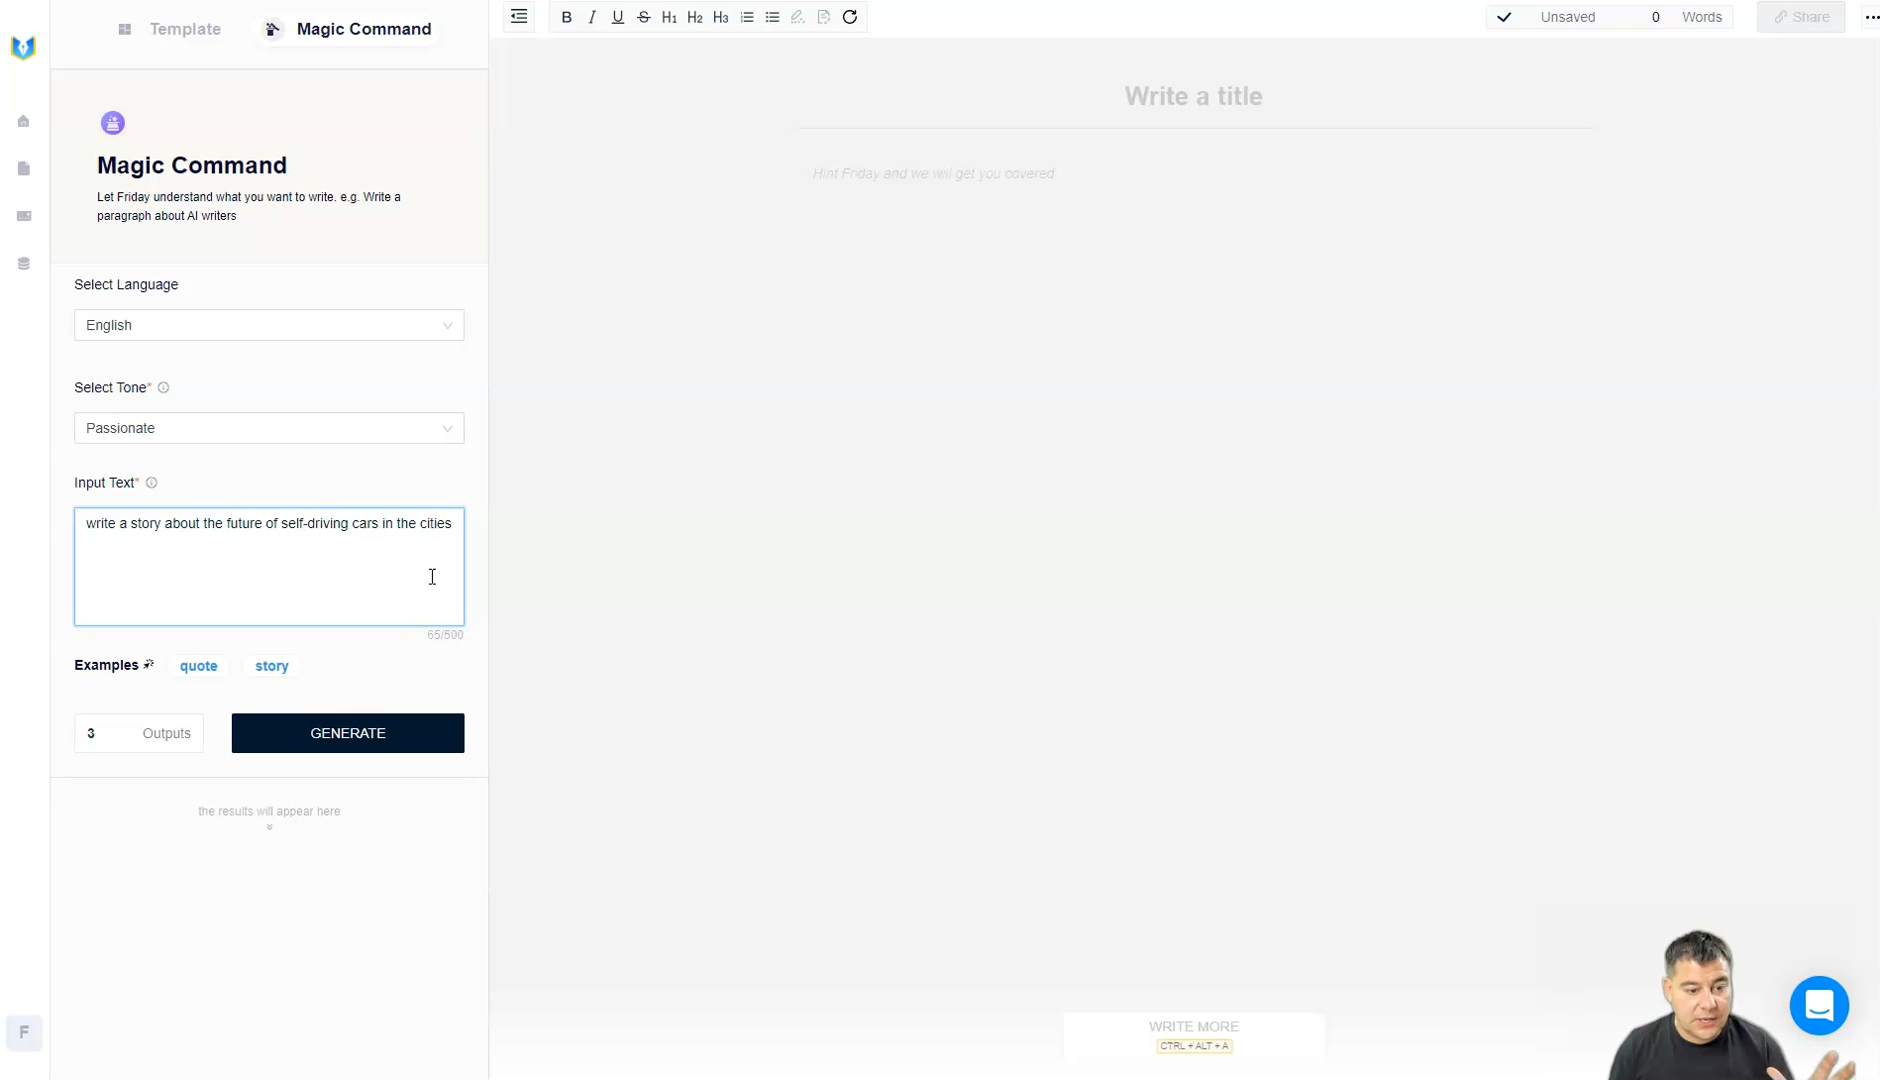 Template
Magic Command
B I U S H1 H2 H3
Unsaved 0 Words
Share
Magic Command
Let Friday understand what you want to write. e.g. Write a
paragraph about AI writers
Select Language
English
Select Tone*
Passionate
Input Text*
write a story about the future of self-driving cars in the cities
65/500
Examples quote story
3 Outputs
GENERATE
the results will appear here
F
Write a title
Hint Friday and we will get you covered
WRITE MORE
CTRL + ALT + A